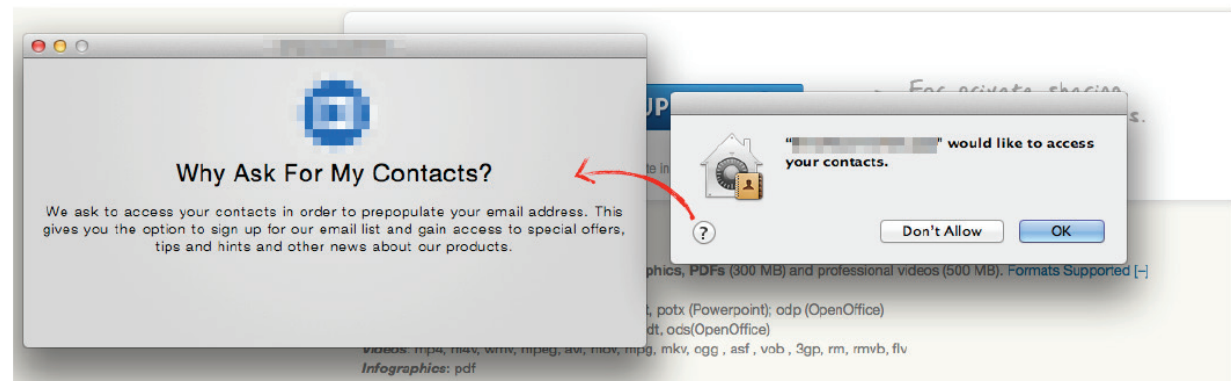 Why Ask For My Contacts?
We ask to access your contacts in order to prepopulate your email address. This
gives you the option to sign up for our email list and gain access to special offers,
tips and hints and other news about our products.
UP
For private sharing
s.
te in
“ ” would like to access
your contacts.
?
Don’t Allow
OK
phics, PDFs (300 MB) and professional videos (500 MB). Formats Supported [–]
t, potx (Powerpoint); odp (OpenOffice)
dt, ods(OpenOffice)
Videos: mp4, m4v, wmv, mpeg, avi, mov, mpg, mkv, ogg , asf , vob , 3gp, rm, rmvb, flv
Infographics: pdf